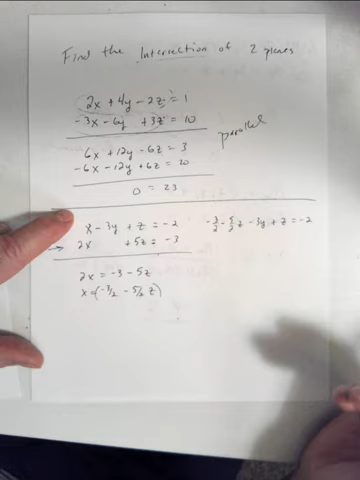 Find the Intersection of 2 planes
2x + 4y - 2z = 1
-3x - 6y + 3z = 10
parallel
6x + 12y - 6z = 3
-6x - 12y + 6z = 20
0 = 23
x - 3y + z = -2
→ 2x + 5z = -3
-3/2 - 5/2 z - 3y + z = -2
2x = -3 - 5z
x = (-3/2 - 5/2 z)